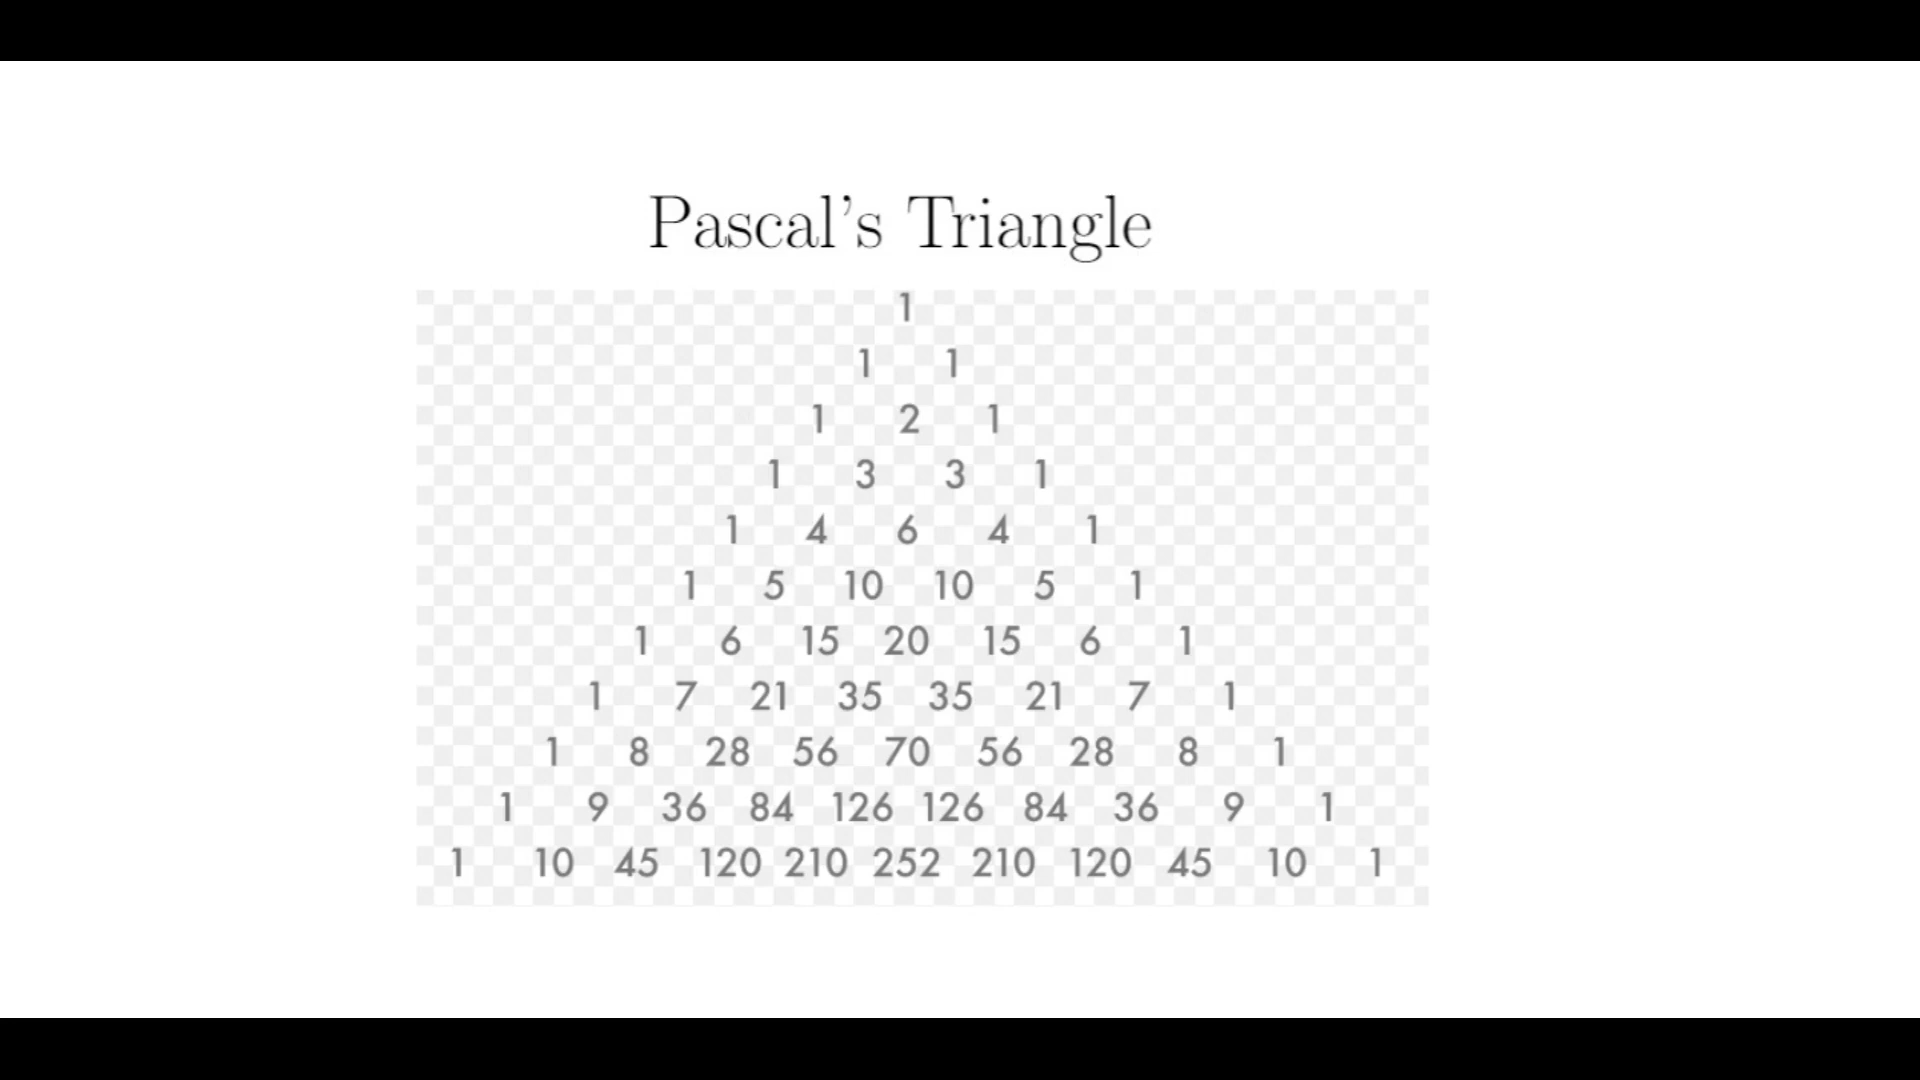 Pascal's Triangle
1
1 1
1 2 1
1 3 3 1
1 4 6 4 1
1 5 10 10 5 1
1 6 15 20 15 6 1
1 7 21 35 35 21 7 1
1 8 28 56 70 56 28 8 1
1 9 36 84 126 126 84 36 9 1
1 10 45 120 210 252 210 120 45 10 1